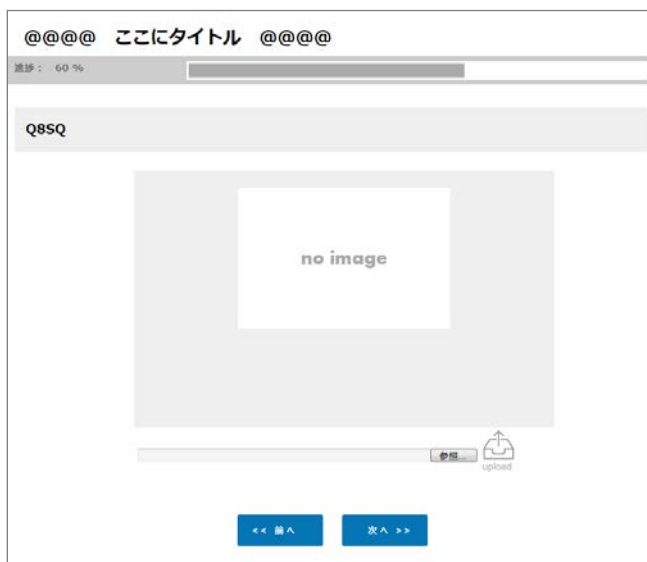 @@@@ ここにタイトル @@@@
進捗： 60 %
Q8SQ
no image
参照...
upload
<< 前へ
次へ >>